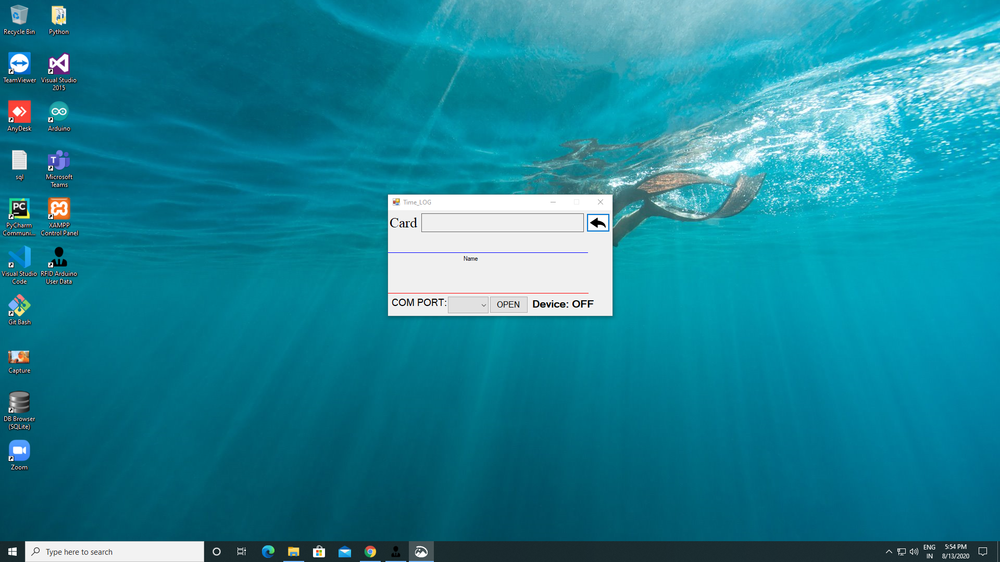 Recycle Bin
Python
TeamViewer
Visual Studio
2015
AnyDesk
Arduino
sql
Microsoft
Teams
PC
PyCharm
Communi...
XAMPP
Control Panel
Visual Studio
Code
RFID Arduino
User Data
Git Bash
Capture
DB Browser
(SQLite)
Zoom
Time_LOG
Card
Name
COM PORT:
OPEN
Device: OFF
Type here to search
ENG
IN
5:54 PM
8/13/2020